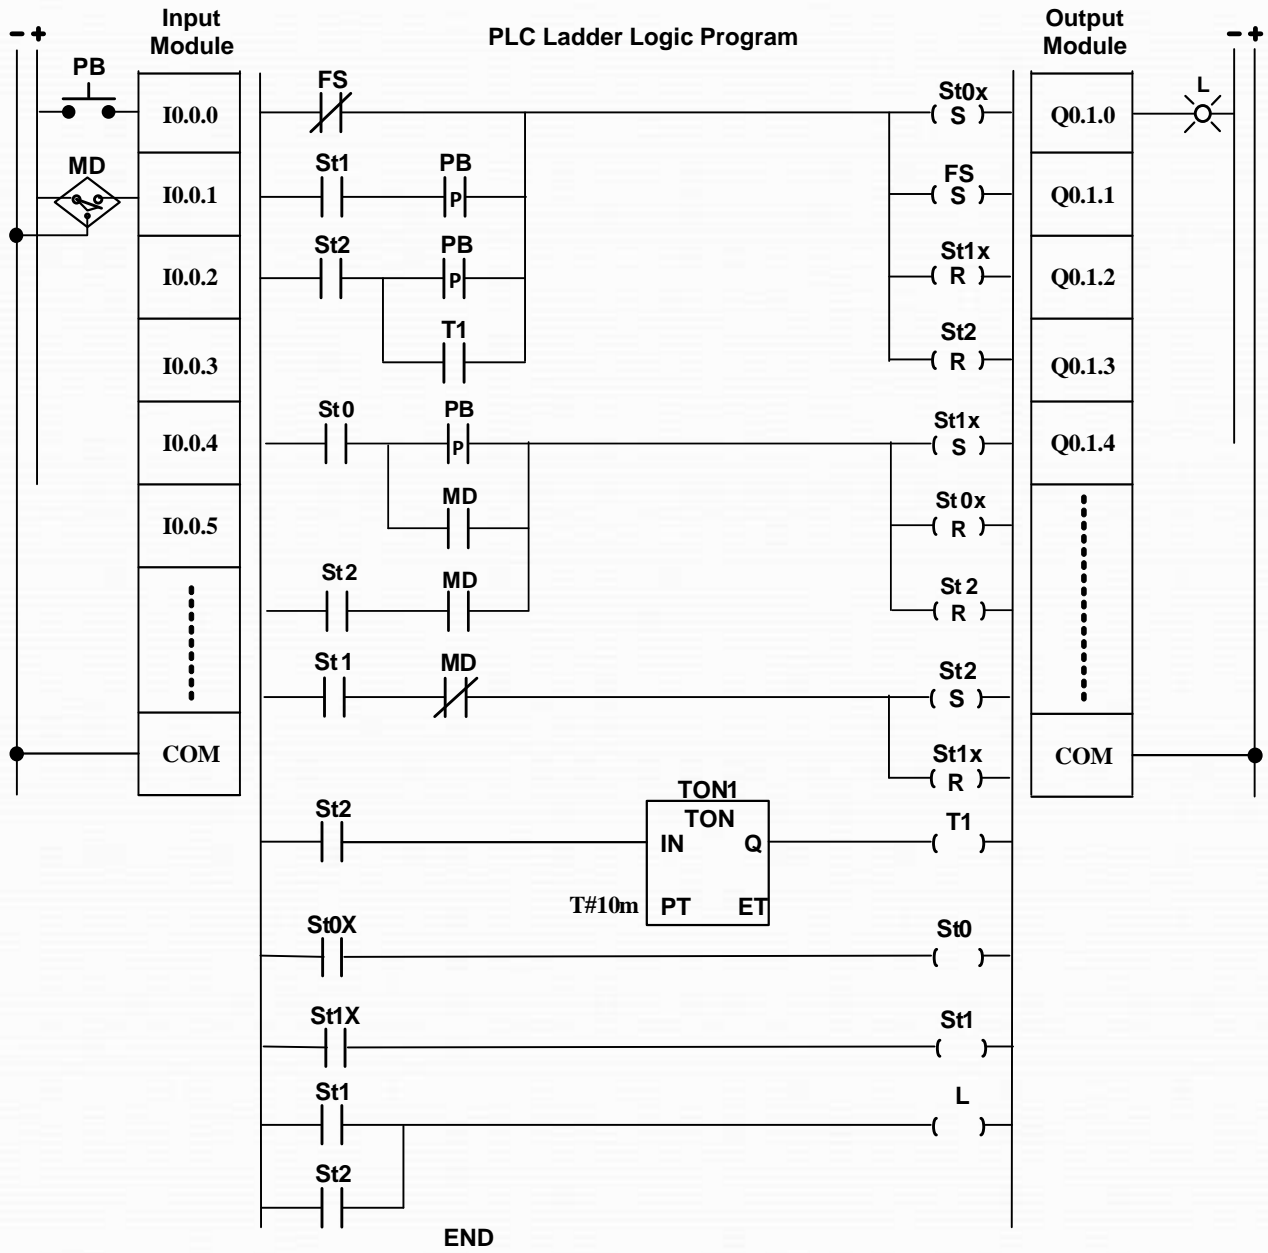 Input
Module
PLC Ladder Logic Program
Output
Module
- +
- +
PB
I0.0.0
MD
I0.0.1
I0.0.2
I0.0.3
I0.0.4
I0.0.5
COM
FS
St0x
( S )
St1
PB
P
FS
( S )
St2
PB
P
St1x
( R )
T1
St2
( R )
St0
PB
P
St1x
( S )
MD
St0x
( R )
St2
MD
St2
( R )
St1
MD
St2
( S )
St1x
( R )
TON1
St2
TON
T1
IN
Q
( )
T#10m
PT
ET
St0X
St0
( )
St1X
St1
( )
St1
L
( )
St2
END
L
Q0.1.0
Q0.1.1
Q0.1.2
Q0.1.3
Q0.1.4
COM